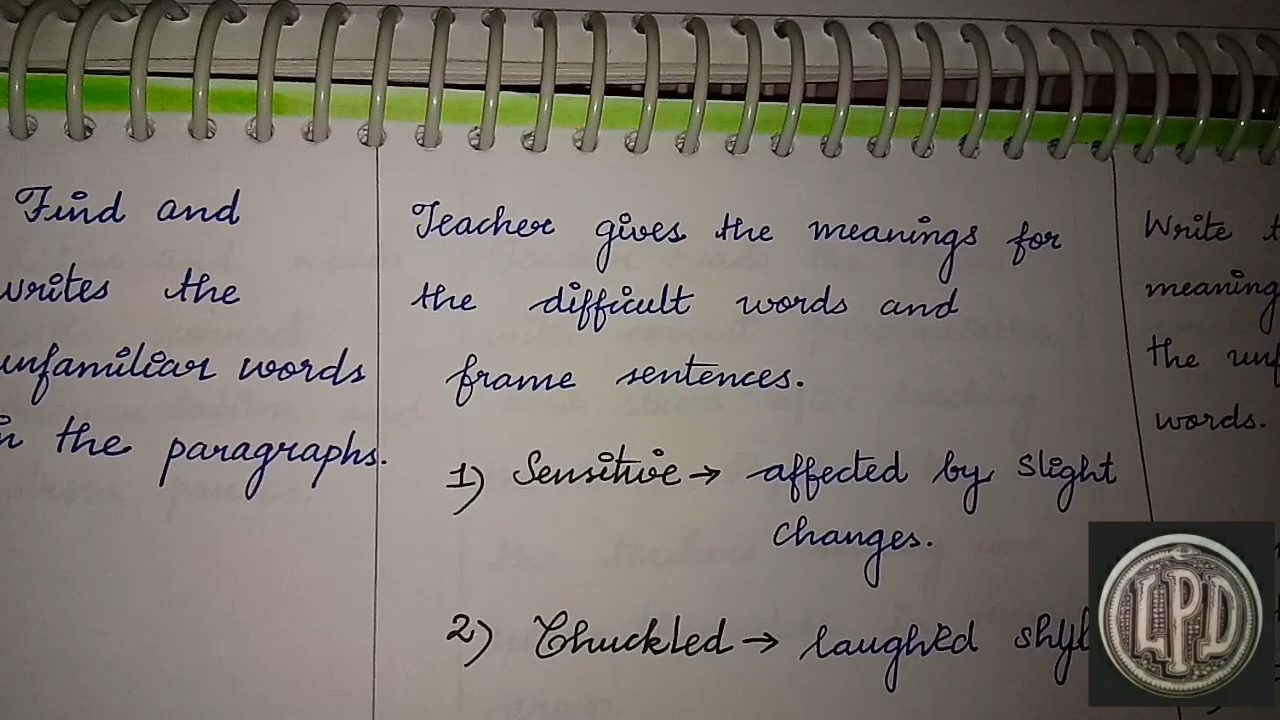 Find and
writes the
unfamiliar words
in the paragraphs.
Teacher gives the meanings for
the difficult words and
frame sentences.
1) Sensitive → affected by slight
changes.
2) Chuckled → laughed
Write
meaning
the
words.
LPD